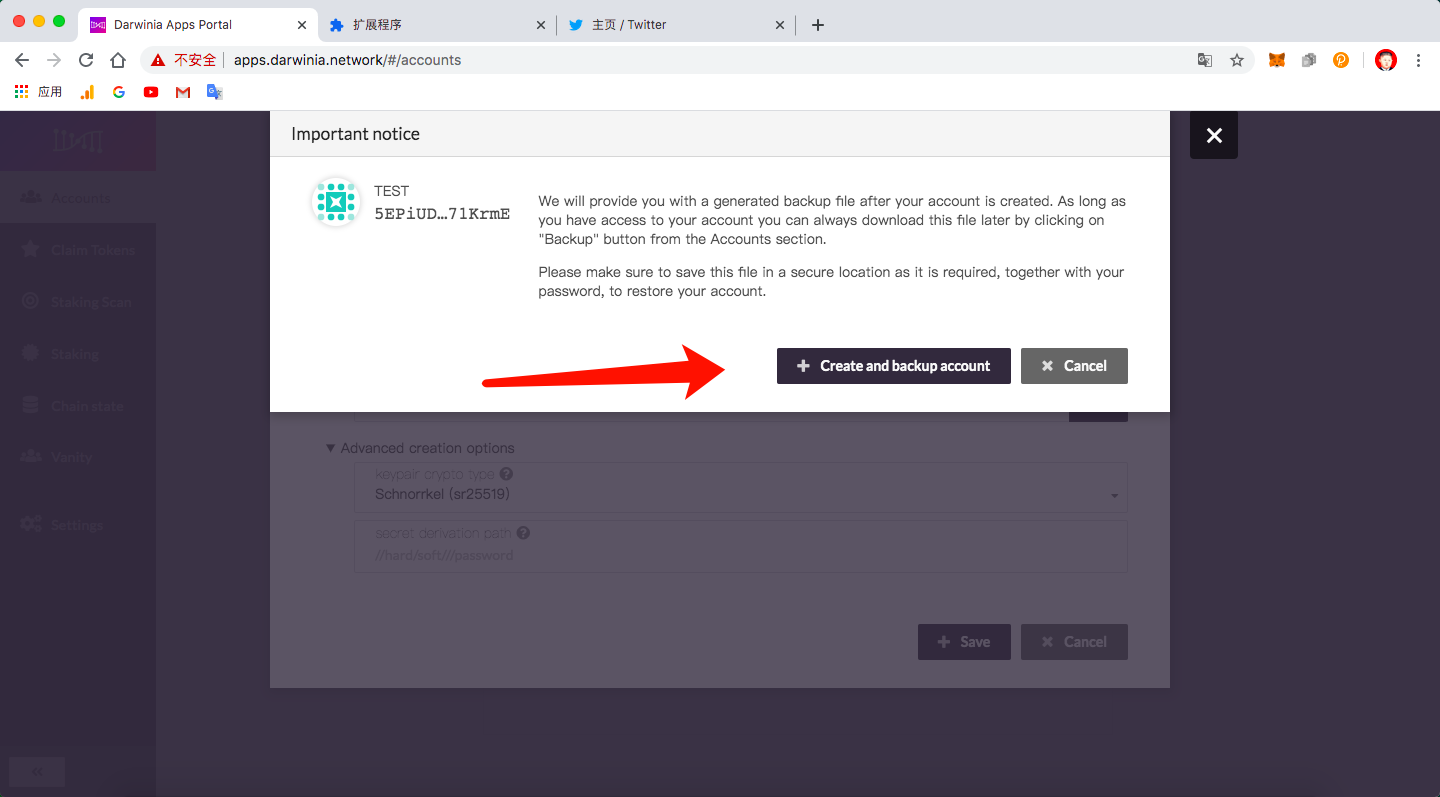 Darwinia Apps Portal
扩展程序
主页 / Twitter
不安全
apps.darwinia.network/#/accounts
应用
Important notice
TEST
5EPiUD...71KrmE
We will provide you with a generated backup file after your account is created. As long as
you have access to your account you can always download this file later by clicking on
"Backup" button from the Accounts section.
Please make sure to save this file in a secure location as it is required, together with your
password, to restore your account.
Create and backup account
Cancel
Accounts
Claim Tokens
Staking Scan
Staking
Chain state
Vanity
Settings
Advanced creation options
keypair crypto type
Schnorrkel (sr25519)
secret derivation path
//hard/soft///password
Save
Cancel